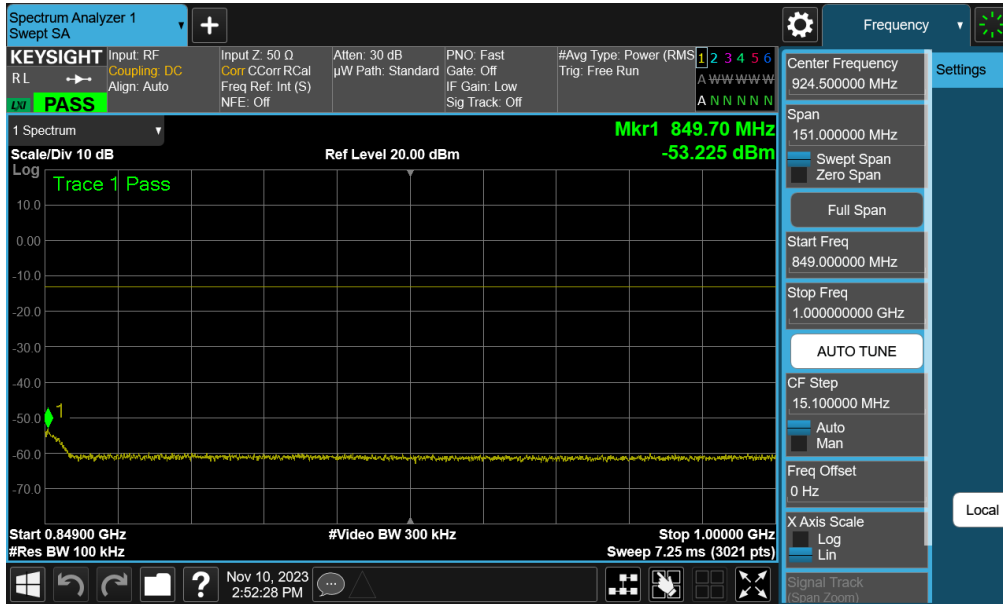 Spectrum Analyzer 1
Swept SA
+
Frequency
KEYSIGHT
RL
LXI PASS
Input: RF
Coupling: DC
Align: Auto
Input Z: 50 Ω
Corr CCorr RCal
Freq Ref: Int (S)
NFE: Off
Atten: 30 dB
µW Path: Standard
PNO: Fast
Gate: Off
IF Gain: Low
Sig Track: Off
#Avg Type: Power (RMS
Trig: Free Run
1 2 3 4 5 6
A W W W W W
A N N N N N
1 Spectrum
Mkr1 849.70 MHz
-53.225 dBm
Scale/Div 10 dB
Ref Level 20.00 dBm
Log
Trace 1 Pass
10.0
0.00
-10.0
-20.0
-30.0
-40.0
-50.0
-60.0
-70.0
1
Start 0.84900 GHz
#Video BW 300 kHz
Stop 1.00000 GHz
#Res BW 100 kHz
Sweep 7.25 ms (3021 pts)
?
Nov 10, 2023
2:52:28 PM
Center Frequency
924.500000 MHz
Span
151.000000 MHz
Swept Span
Zero Span
Full Span
Start Freq
849.000000 MHz
Stop Freq
1.000000000 GHz
AUTO TUNE
CF Step
15.100000 MHz
Auto
Man
Freq Offset
0 Hz
X Axis Scale
Log
Lin
Signal Track
(Span Zoom)
Settings
Local